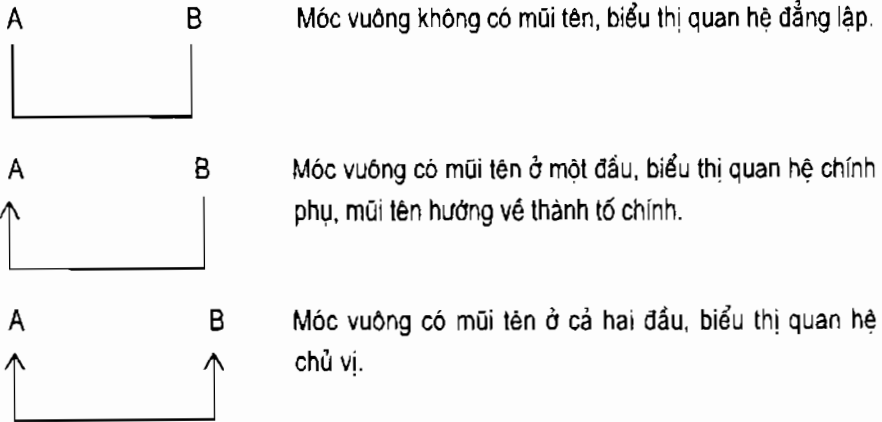 A B Móc vuông không có mũi tên, biểu thị quan hệ đẳng lập.
A B Móc vuông có mũi tên ở một đầu, biểu thị quan hệ chính
phụ, mũi tên hướng về thành tố chính.
A B Móc vuông có mũi tên ở cả hai đầu, biểu thị quan hệ
chủ vị.